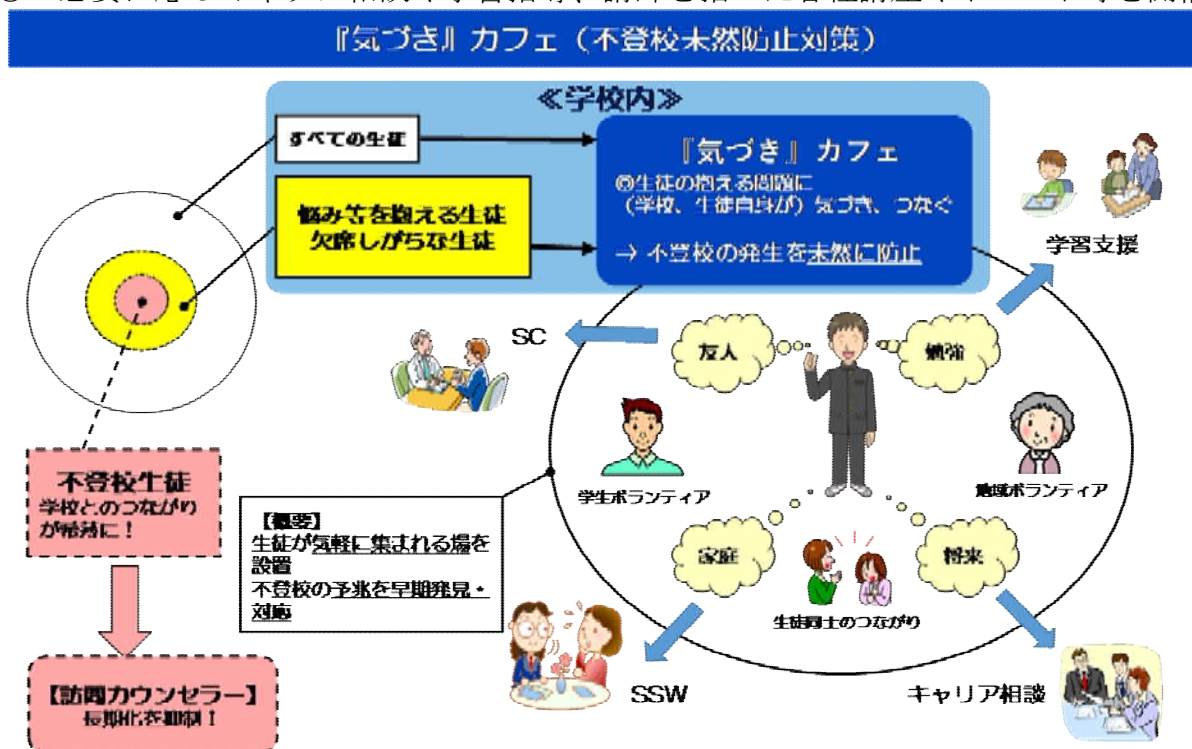 『気づき』カフェ（不登校未然防止対策）
≪学校内≫
すべての生徒
悩み等を抱える生徒
欠席しがちな生徒
『気づき』カフェ
◎生徒の抱える問題に
（学校、生徒自身が）気づき、つなぐ
→ 不登校の発生を未然に防止
学習支援
SC
友人
勉強
学生ボランティア
地域ボランティア
不登校生徒
学校とのつながり
が希薄に！
【概要】
生徒が気軽に集まれる場を
設置
不登校の予兆を早期発見・
対応
家庭
将来
生徒同士のつながり
SSW
キャリア相談
【訪問カウンセラー】
長期化を抑制！